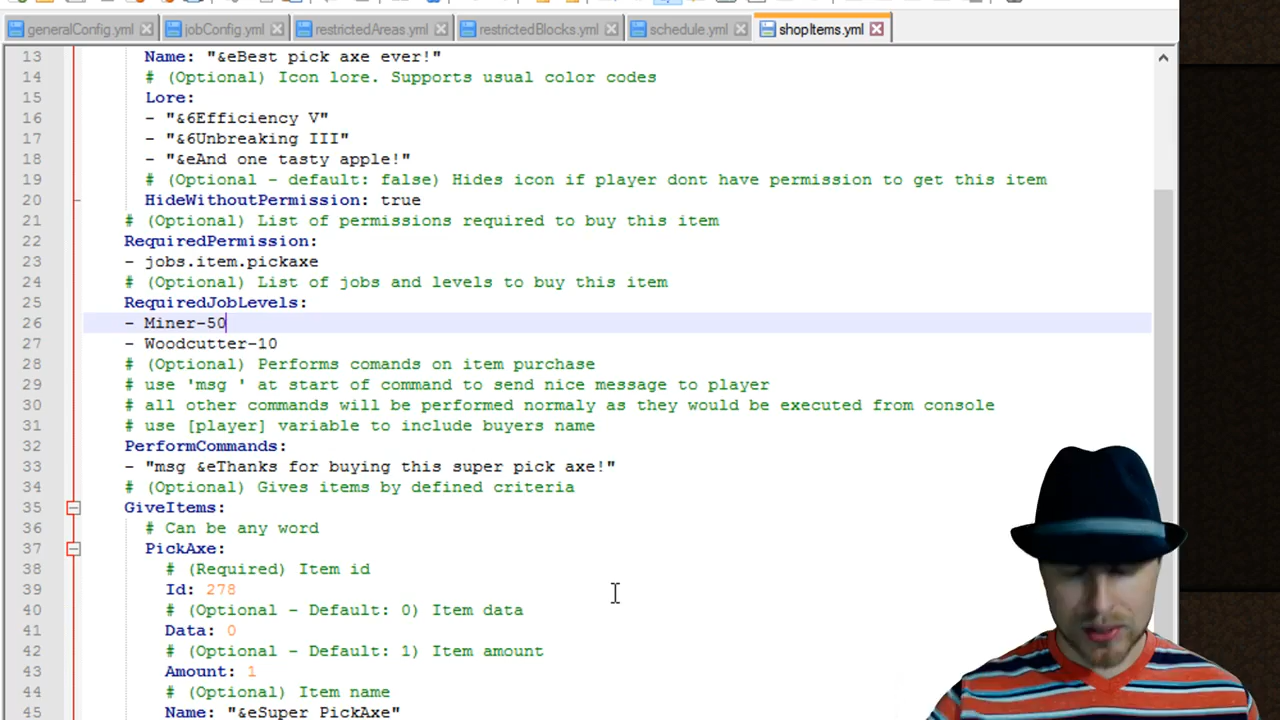 generalConfig.yml jobConfig.yml restrictedAreas.yml restrictedBlocks.yml schedule.yml shopItems.yml
13 Name: "&eBest pick axe ever!"
14 # (Optional) Icon lore. Supports usual color codes
15 Lore:
16 - "&6Efficiency V"
17 - "&6Unbreaking III"
18 - "&eAnd one tasty apple!"
19 # (Optional - default: false) Hides icon if player dont have permission to get this item
20 HideWithoutPermission: true
21 # (Optional) List of permissions required to buy this item
22 RequiredPermission:
23 - jobs.item.pickaxe
24 # (Optional) List of jobs and levels to buy this item
25 RequiredJobLevels:
26 - Miner-50
27 - Woodcutter-10
28 # (Optional) Performs comands on item purchase
29 # use 'msg ' at start of command to send nice message to player
30 # all other commands will be performed normaly as they would be executed from console
31 # use [player] variable to include buyers name
32 PerformCommands:
33 - "msg &eThanks for buying this super pick axe!"
34 # (Optional) Gives items by defined criteria
35 GiveItems:
36 # Can be any word
37 PickAxe:
38 # (Required) Item id
39 Id: 278
40 # (Optional - Default: 0) Item data
41 Data: 0
42 # (Optional - Default: 1) Item amount
43 Amount: 1
44 # (Optional) Item name
45 Name: "&eSuper PickAxe"